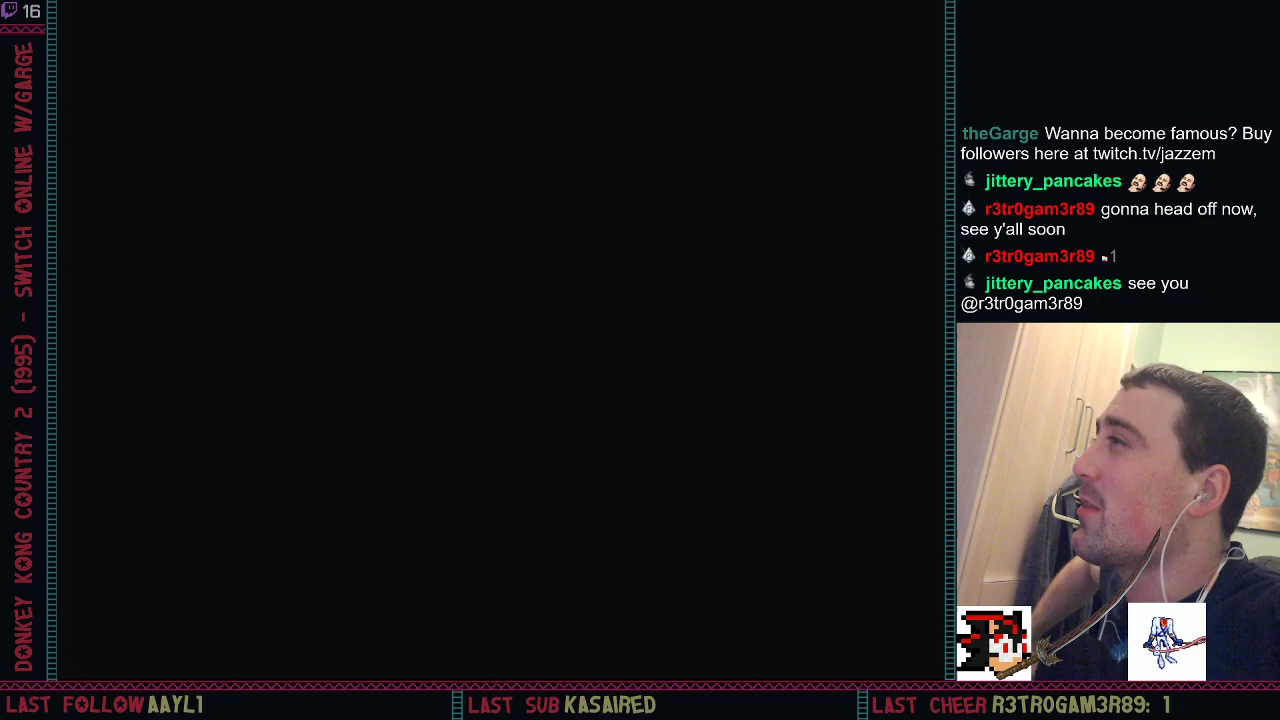 16
DONKEY KONG COUNTRY 2 (1995) - SWITCH ONLINE W/GARGE
theGarge Wanna become famous? Buy
followers here at twitch.tv/jazzem
jittery_pancakes
r3tr0gam3r89 gonna head off now,
see y'all soon
r3tr0gam3r89 1
jittery_pancakes see you
@r3tr0gam3r89
LAST FOLLOW AAYL1
LAST SUB KASAIRED
LAST CHEER R3TR0GAM3R89: 1